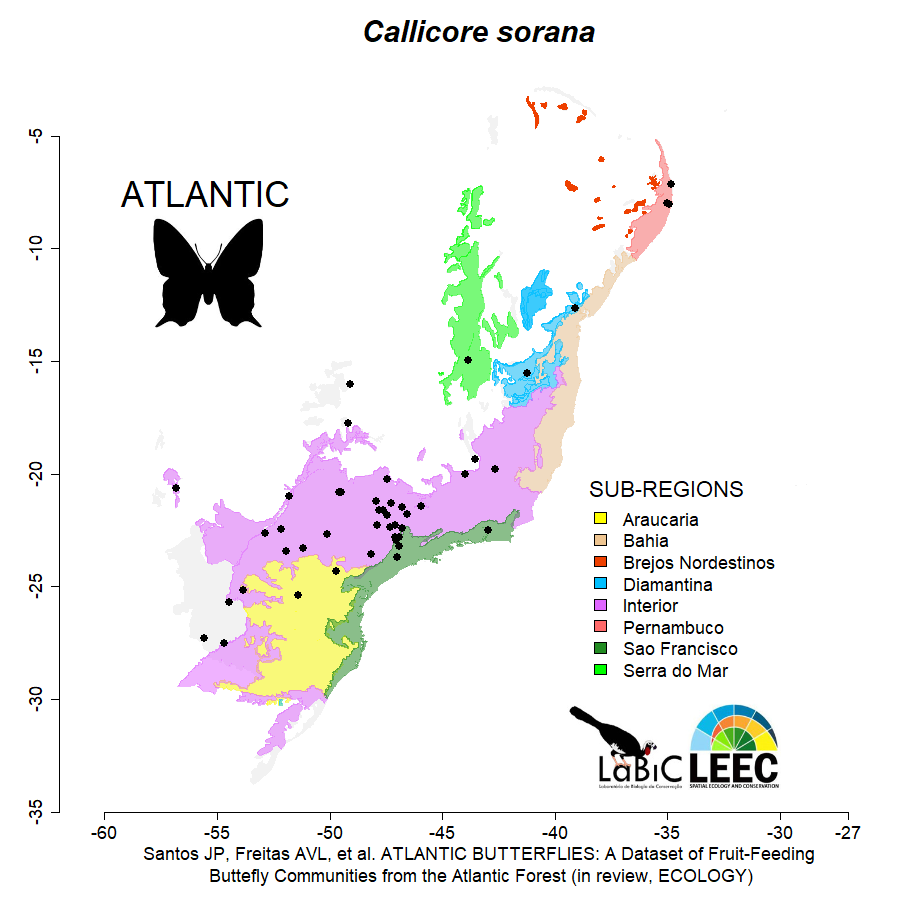 Callicore sorana
ATLANTIC
-5
-10
-15
-20
-25
-30
-35
SUB-REGIONS
Araucaria
Bahia
Brejos Nordestinos
Diamantina
Interior
Pernambuco
Sao Francisco
Serra do Mar
LaBiC
Laboratório de Biologia da Conservação
LEEC
SPATIAL ECOLOGY AND CONSERVATION
-60 -55 -50 -45 -40 -35 -30 -27
Santos JP, Freitas AVL, et al. ATLANTIC BUTTERFLIES: A Dataset of Fruit-Feeding
Buttefly Communities from the Atlantic Forest (in review, ECOLOGY)